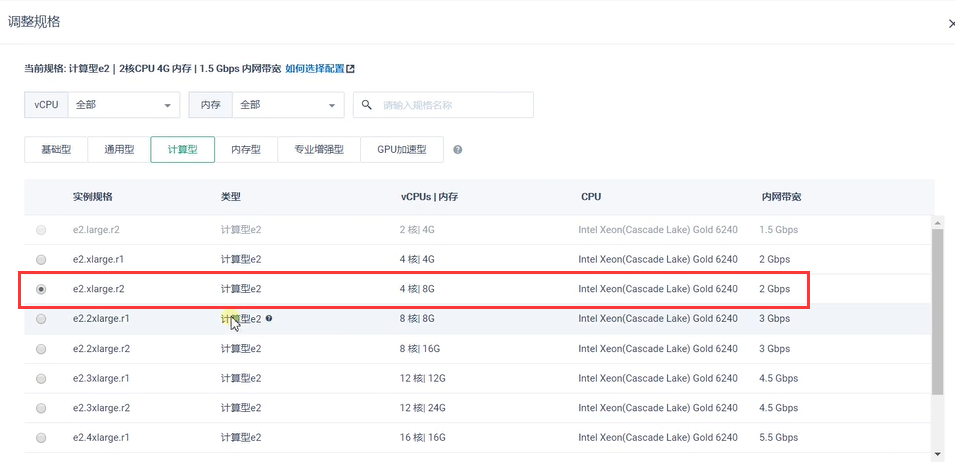 调整规格
当前规格: 计算型e2 | 2核CPU 4G 内存 | 1.5 Gbps 内网带宽 如何选择配置
vCPU 全部 内存 全部 请输入规格名称
基础型 通用型 计算型 内存型 专业增强型 GPU加速型
实例规格 类型 vCPUs | 内存 CPU 内网带宽
e2.large.r2 计算型e2 2 核| 4G Intel Xeon(Cascade Lake) Gold 6240 1.5 Gbps
e2.xlarge.r1 计算型e2 4 核| 4G Intel Xeon(Cascade Lake) Gold 6240 2 Gbps
e2.xlarge.r2 计算型e2 4 核| 8G Intel Xeon(Cascade Lake) Gold 6240 2 Gbps
e2.2xlarge.r1 计算型e2 8 核| 8G Intel Xeon(Cascade Lake) Gold 6240 3 Gbps
e2.2xlarge.r2 计算型e2 8 核| 16G Intel Xeon(Cascade Lake) Gold 6240 3 Gbps
e2.3xlarge.r1 计算型e2 12 核| 12G Intel Xeon(Cascade Lake) Gold 6240 4.5 Gbps
e2.3xlarge.r2 计算型e2 12 核| 24G Intel Xeon(Cascade Lake) Gold 6240 4.5 Gbps
e2.4xlarge.r1 计算型e2 16 核| 16G Intel Xeon(Cascade Lake) Gold 6240 5.5 Gbps